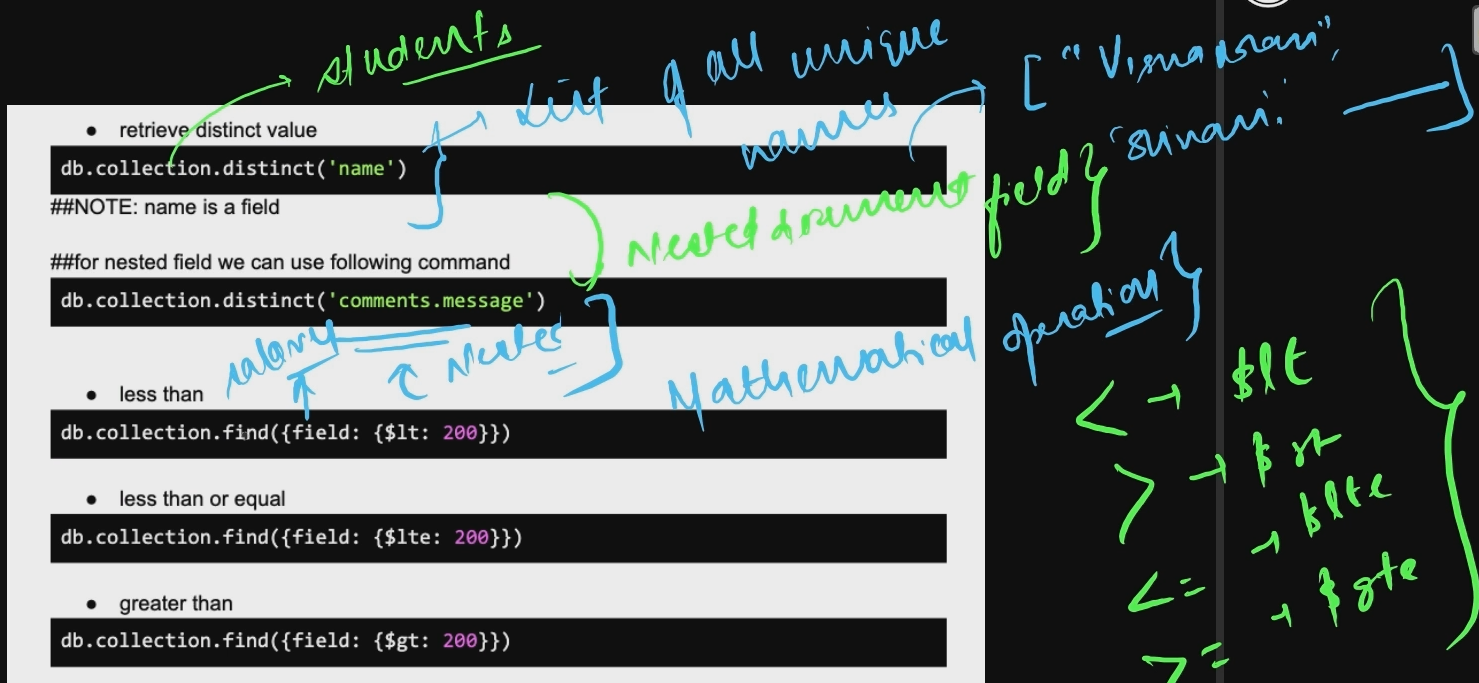 students
List of all unique
names
[ "
]
• retrieve distinct value
db.collection.distinct('name')
##NOTE: name is a field
Nested document field }
##for nested field we can use following command
db.collection.distinct('comments.message')
salary
Nested
Mathematical operation }
• less than
db.collection.find({field: {$lt: 200}})
• less than or equal
db.collection.find({field: {$lte: 200}})
• greater than
db.collection.find({field: {$gt: 200}})
< → $lt
> → $gt
<= → $lte
>= → $gte